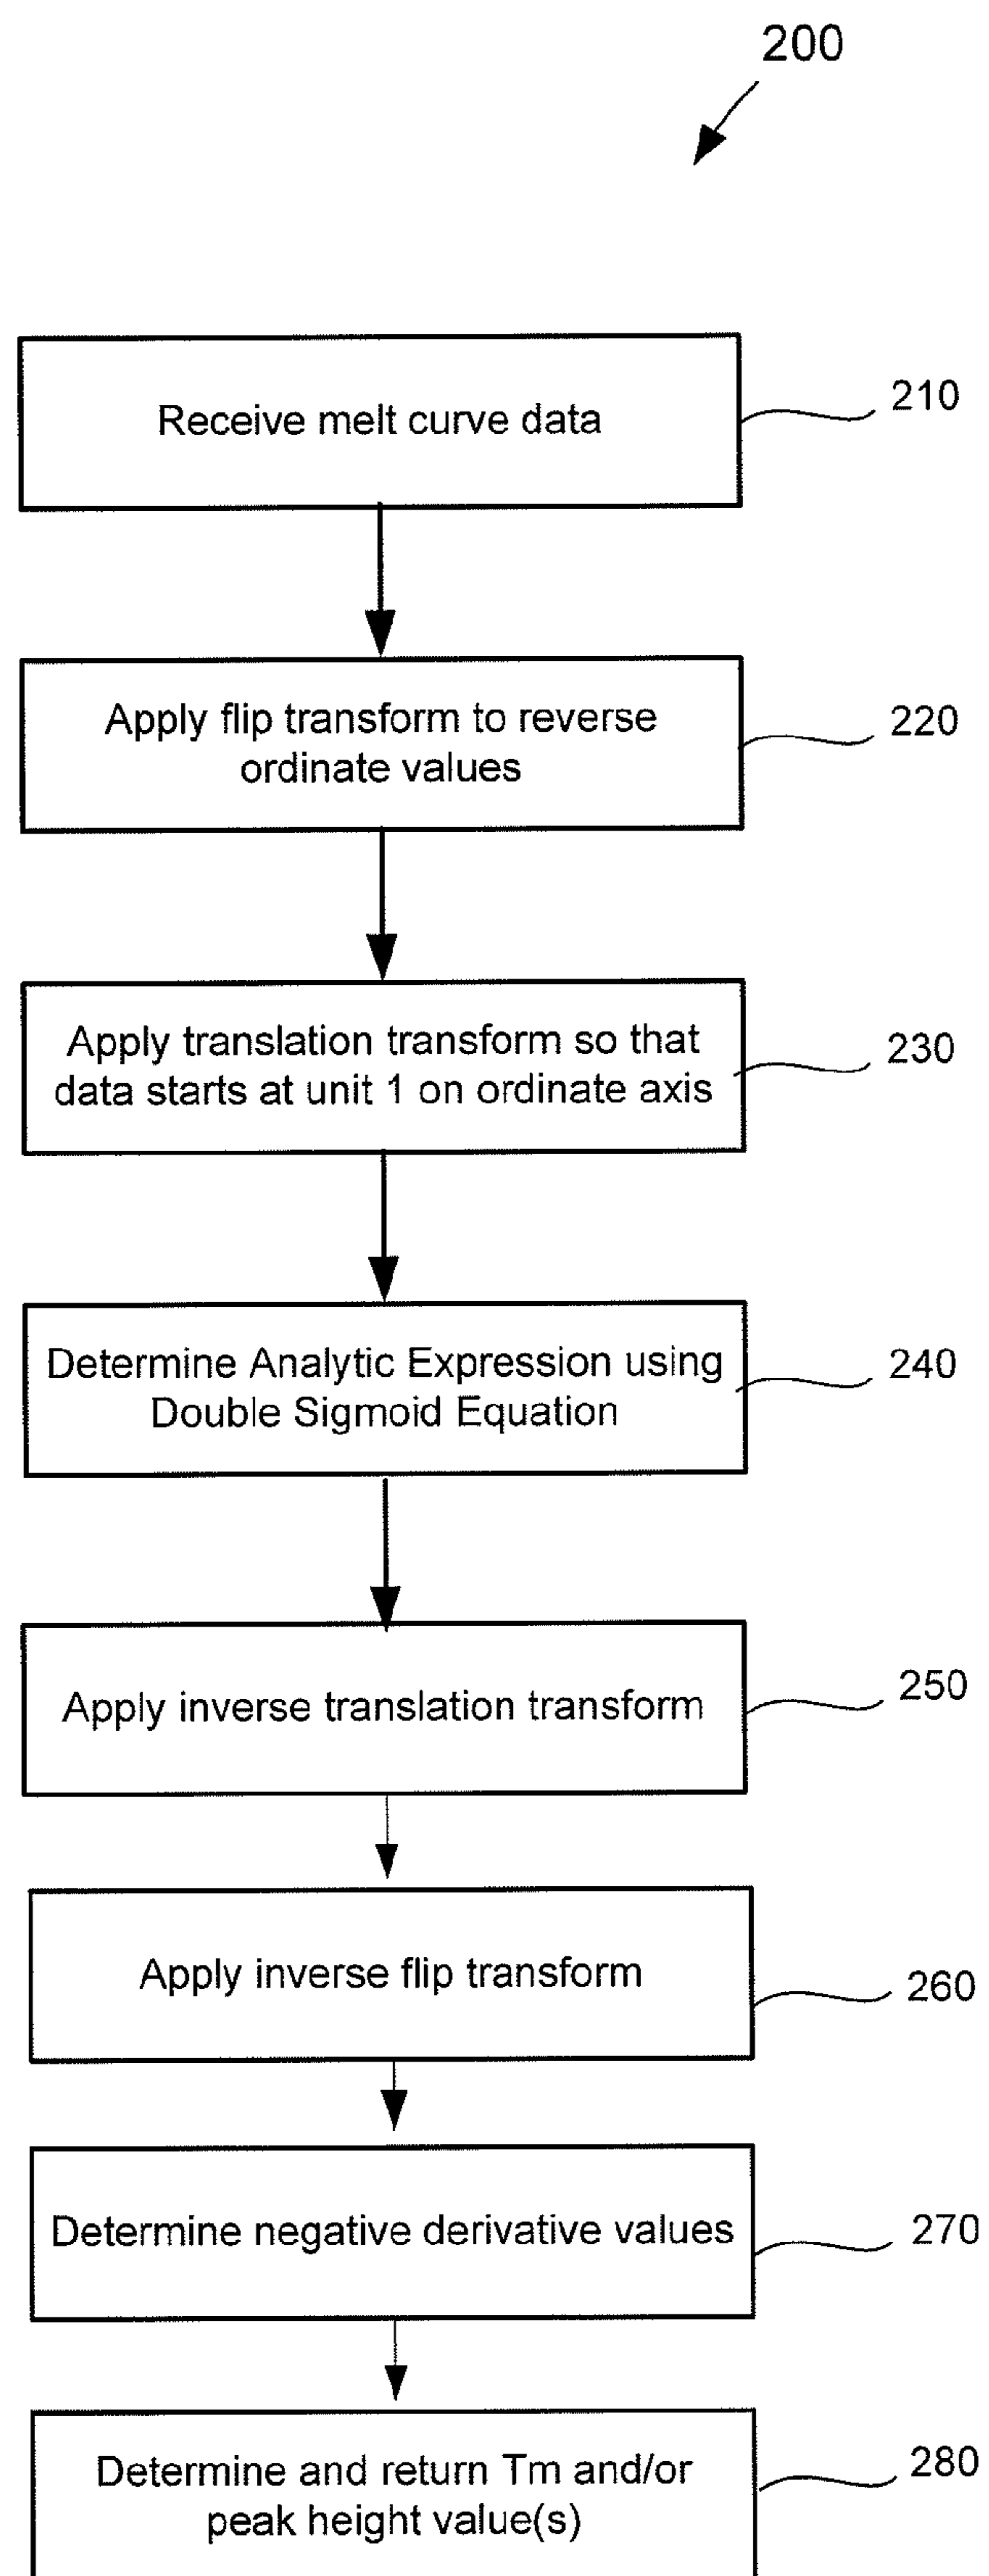 200
Receive melt curve data
210
Apply flip transform to reverse
ordinate values
220
Apply translation transform so that
data starts at unit 1 on ordinate axis
230
Determine Analytic Expression using
Double Sigmoid Equation
240
Apply inverse translation transform
250
Apply inverse flip transform
260
Determine negative derivative values
270
Determine and return Tm and/or
peak height value(s)
280